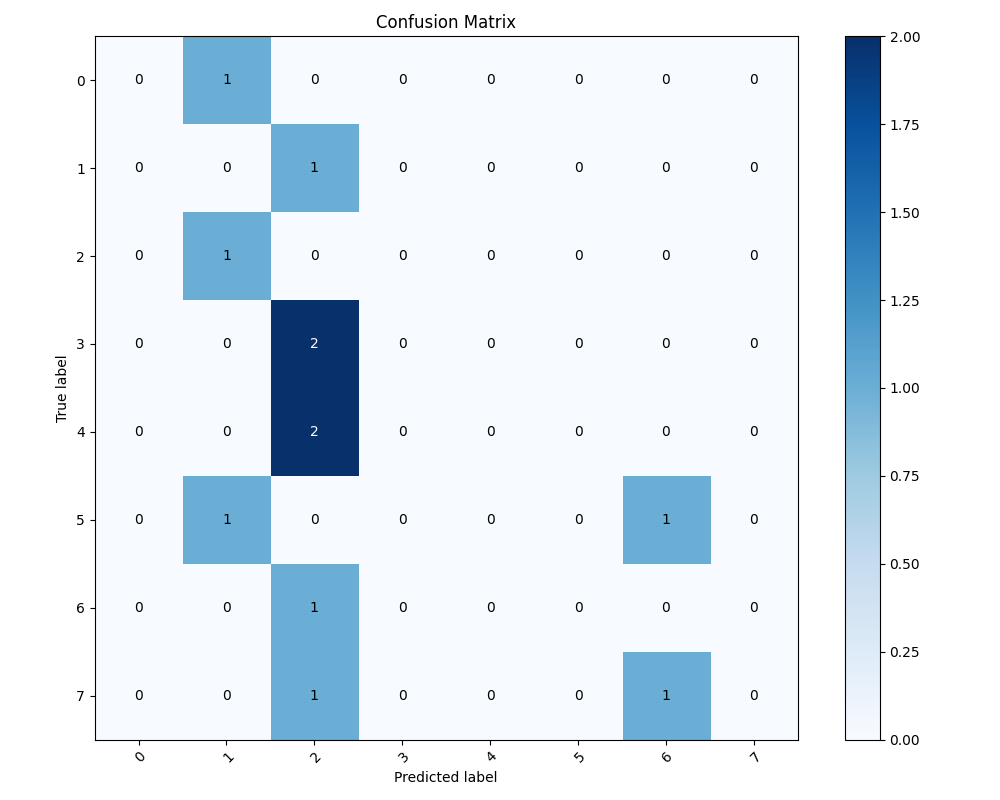 Confusion Matrix
True label
0 0 1 0 0 0 0 0 0
1 0 0 1 0 0 0 0 0
2 0 1 0 0 0 0 0 0
3 0 0 2 0 0 0 0 0
4 0 0 2 0 0 0 0 0
5 0 1 0 0 0 0 1 0
6 0 0 1 0 0 0 0 0
7 0 0 1 0 0 0 1 0
0 1 2 3 4 5 6 7
Predicted label
2.00
1.75
1.50
1.25
1.00
0.75
0.50
0.25
0.00